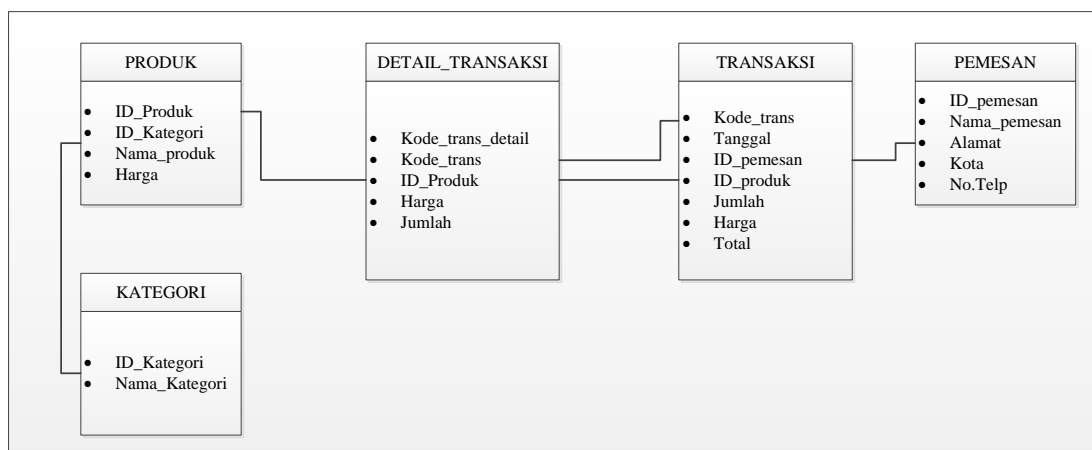 PRODUK
• ID_Produk
• ID_Kategori
• Nama_produk
• Harga
DETAIL_TRANSAKSI
• Kode_trans_detail
• Kode_trans
• ID_Produk
• Harga
• Jumlah
TRANSAKSI
• Kode_trans
• Tanggal
• ID_pemesan
• ID_produk
• Jumlah
• Harga
• Total
PEMESAN
• ID_pemesan
• Nama_pemesan
• Alamat
• Kota
• No.Telp
KATEGORI
• ID_Kategori
• Nama_Kategori